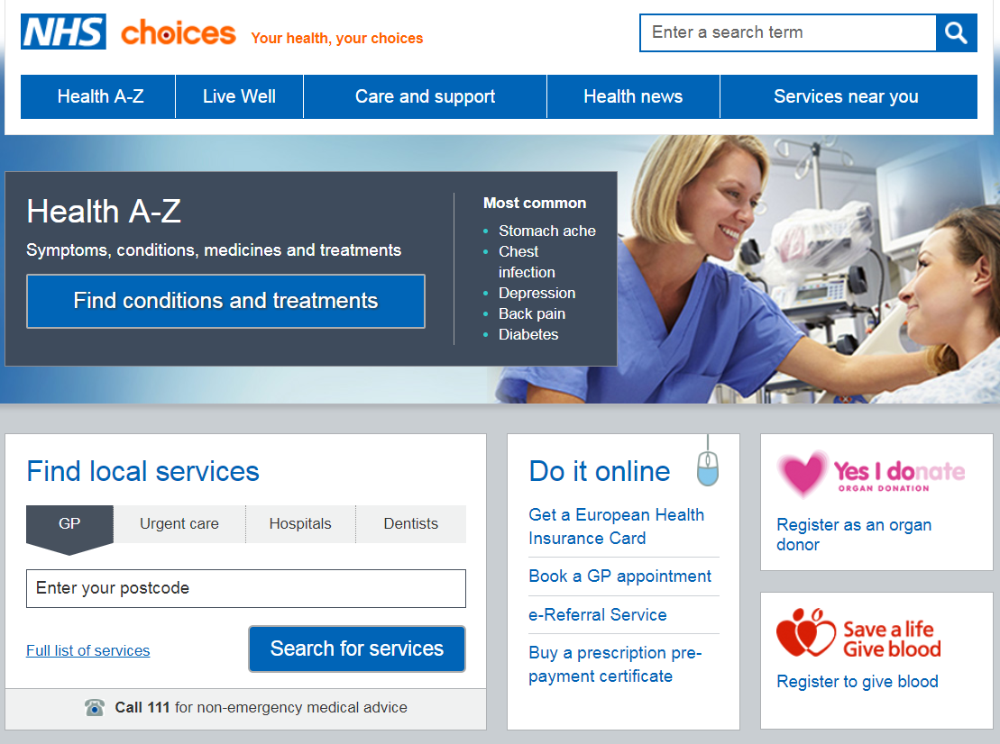 NHS choices Your health, your choices
Enter a search term
Health A-Z
Live Well
Care and support
Health news
Services near you
Health A-Z
Symptoms, conditions, medicines and treatments
Find conditions and treatments
Most common
Stomach ache
Chest
infection
Depression
Back pain
Diabetes
Find local services
GP
Urgent care
Hospitals
Dentists
Enter your postcode
Full list of services
Search for services
Call 111 for non-emergency medical advice
Do it online
Get a European Health
Insurance Card
Book a GP appointment
e-Referral Service
Buy a prescription pre-
payment certificate
Yes I donate
ORGAN DONATION
Register as an organ
donor
Save a life
Give blood
Register to give blood